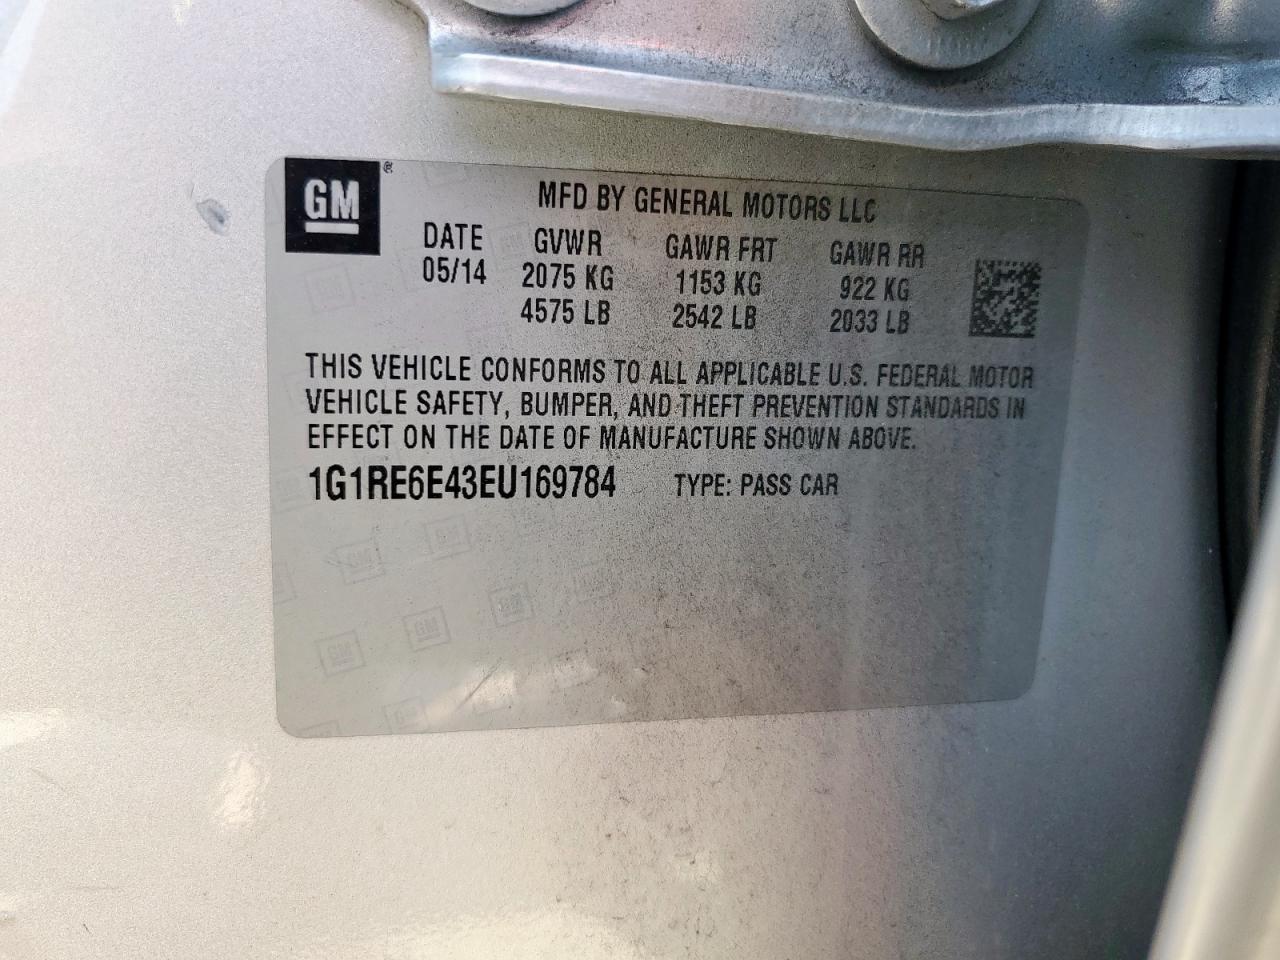 GM ®
MFD BY GENERAL MOTORS LLC
DATE GVWR GAWR FRT GAWR RR
05/14 2075 KG 1153 KG 922 KG
4575 LB 2542 LB 2033 LB
THIS VEHICLE CONFORMS TO ALL APPLICABLE U.S. FEDERAL MOTOR
VEHICLE SAFETY, BUMPER, AND THEFT PREVENTION STANDARDS IN
EFFECT ON THE DATE OF MANUFACTURE SHOWN ABOVE.
1G1RE6E43EU169784 TYPE: PASS CAR